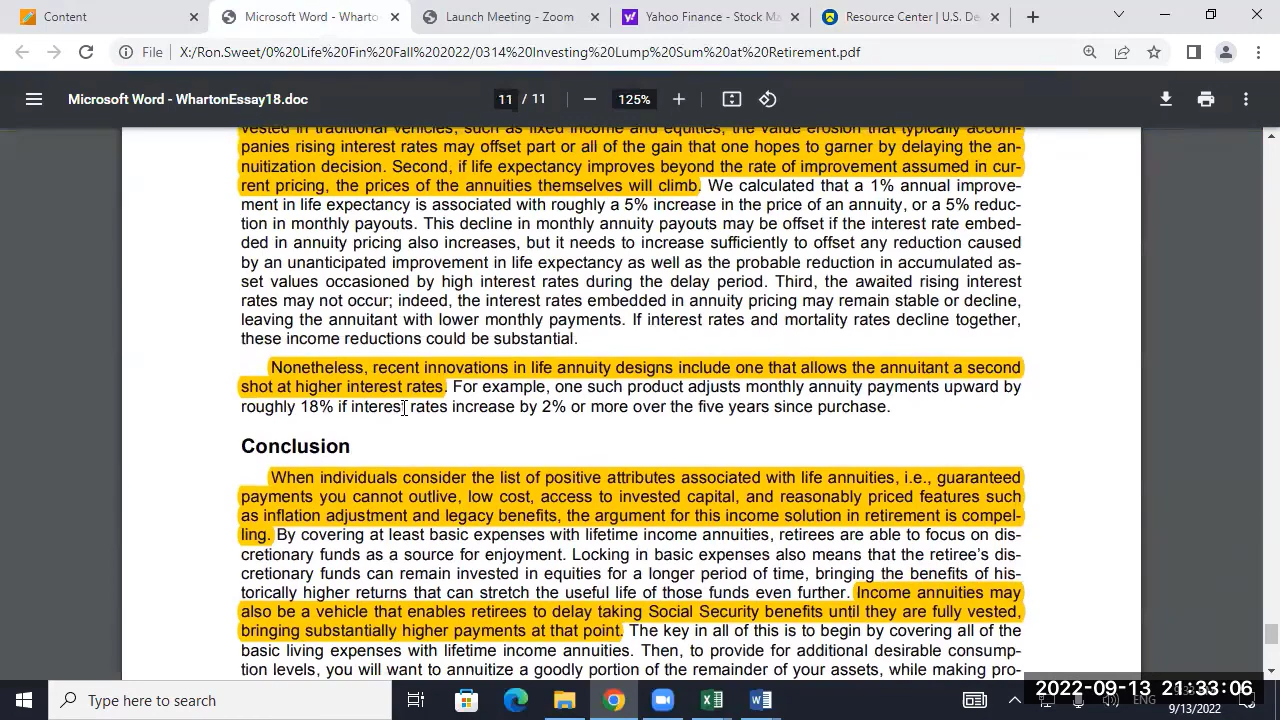 Content
Microsoft Word - Wharto
Launch Meeting - Zoom
Yahoo Finance - Stock Ma
Resource Center | U.S. De
File X:/Ron.Sweet/0%20Life%20Fin%20Fall%202022/0314%20Investing%20Lump%20Sum%20at%20Retirement.pdf
Microsoft Word - WhartonEssay18.doc
11 / 11
125%
vested in traditional vehicles, such as fixed income and equities, the value erosion that typically accom-
panies rising interest rates may offset part or all of the gain that one hopes to garner by delaying the an-
nuitization decision. Second, if life expectancy improves beyond the rate of improvement assumed in cur-
rent pricing, the prices of the annuities themselves will climb. We calculated that a 1% annual improve-
ment in life expectancy is associated with roughly a 5% increase in the price of an annuity, or a 5% reduc-
tion in monthly payouts. This decline in monthly annuity payouts may be offset if the interest rate embed-
ded in annuity pricing also increases, but it needs to increase sufficiently to offset any reduction caused
by an unanticipated improvement in life expectancy as well as the probable reduction in accumulated as-
set values occasioned by high interest rates during the delay period. Third, the awaited rising interest
rates may not occur; indeed, the interest rates embedded in annuity pricing may remain stable or decline,
leaving the annuitant with lower monthly payments. If interest rates and mortality rates decline together,
these income reductions could be substantial.
Nonetheless, recent innovations in life annuity designs include one that allows the annuitant a second
shot at higher interest rates. For example, one such product adjusts monthly annuity payments upward by
roughly 18% if interest rates increase by 2% or more over the five years since purchase.
Conclusion
When individuals consider the list of positive attributes associated with life annuities, i.e., guaranteed
payments you cannot outlive, low cost, access to invested capital, and reasonably priced features such
as inflation adjustment and legacy benefits, the argument for this income solution in retirement is compel-
ling. By covering at least basic expenses with lifetime income annuities, retirees are able to focus on dis-
cretionary funds as a source for enjoyment. Locking in basic expenses also means that the retiree's dis-
cretionary funds can remain invested in equities for a longer period of time, bringing the benefits of his-
torically higher returns that can stretch the useful life of those funds even further. Income annuities may
also be a vehicle that enables retirees to delay taking Social Security benefits until they are fully vested,
bringing substantially higher payments at that point. The key in all of this is to begin by covering all of the
basic living expenses with lifetime income annuities. Then, to provide for additional desirable consump-
tion levels, you will want to annuitize a goodly portion of the remainder of your assets, while making pro-
Type here to search
2022-09-13 21:33:06
ENG
9/13/2022